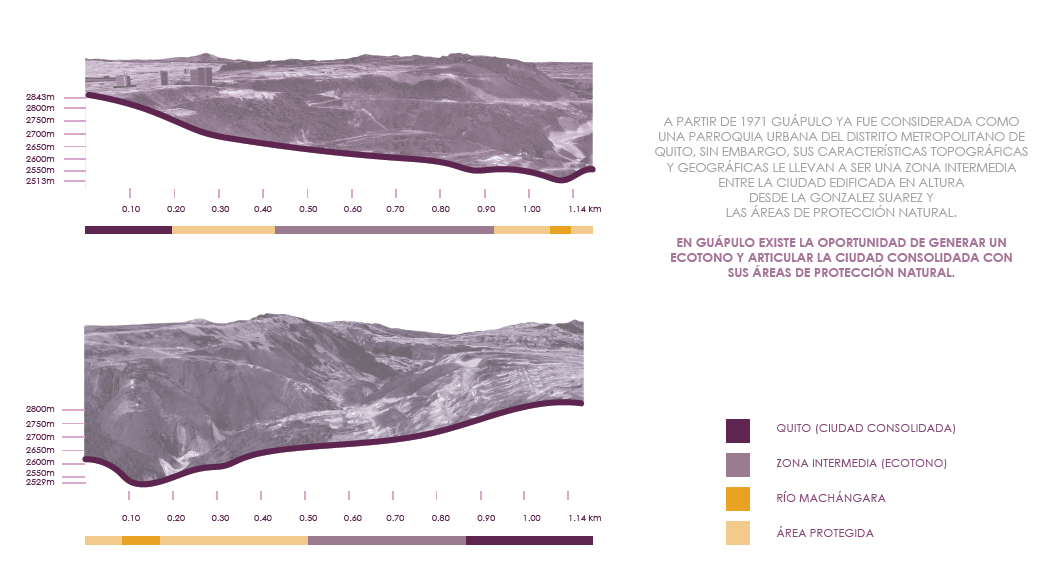 2843m
2800m
2750m
2700m
2650m
2600m
2550m
2513m
0.10 0.20 0.30 0.40 0.50 0.60 0.70 0.80 0.90 1.00 1.14 km
A PARTIR DE 1971 GUÁPULO YA FUE CONSIDERADA COMO
UNA PARROQUIA URBANA DEL DISTRITO METROPOLITANO DE
QUITO, SIN EMBARGO, SUS CARACTERÍSTICAS TOPOGRÁFICAS
Y GEOGRÁFICAS LE LLEVAN A SER UNA ZONA INTERMEDIA
ENTRE LA CIUDAD EDIFICADA EN ALTURA
DESDE LA GONZALEZ SUAREZ Y
LAS ÁREAS DE PROTECCIÓN NATURAL.
EN GUÁPULO EXISTE LA OPORTUNIDAD DE GENERAR UN
ECOTONO Y ARTICULAR LA CIUDAD CONSOLIDADA CON
SUS ÁREAS DE PROTECCIÓN NATURAL.
2800m
2750m
2700m
2650m
2600m
2550m
2529m
0.10 0.20 0.30 0.40 0.50 0.60 0.70 0.80 0.90 1.00 1.14 km
QUITO (CIUDAD CONSOLIDADA)
ZONA INTERMEDIA (ECOTONO)
RÍO MACHÁNGARA
ÁREA PROTEGIDA